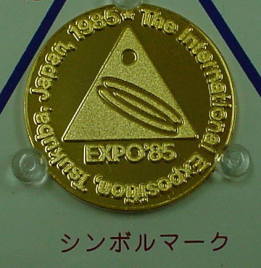 The International Exposition, Tsukuba, Japan, 1985
EXPO'85
シンボルマーク